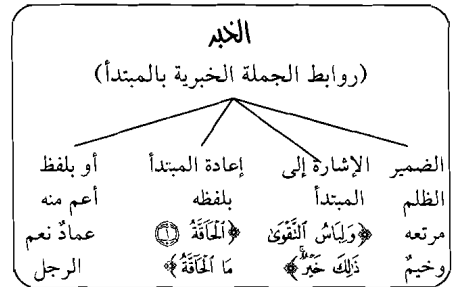 الخبر
(روابط الجملة الخبرية بالمبتدأ)
الضمير الإشارة إلى إعادة المبتدأ أو بلفظ
الظلم المبتدأ بلفظه أعم منه
مرتعه ﴿وَلِبَاسُ التَّقْوَىٰ ﴿الْحَاقَّةُ ۝١ عمادٌ نعم
وخيمٌ ذَٰلِكَ خَيْرٌ﴾ مَا الْحَاقَّةُ﴾ الرجل